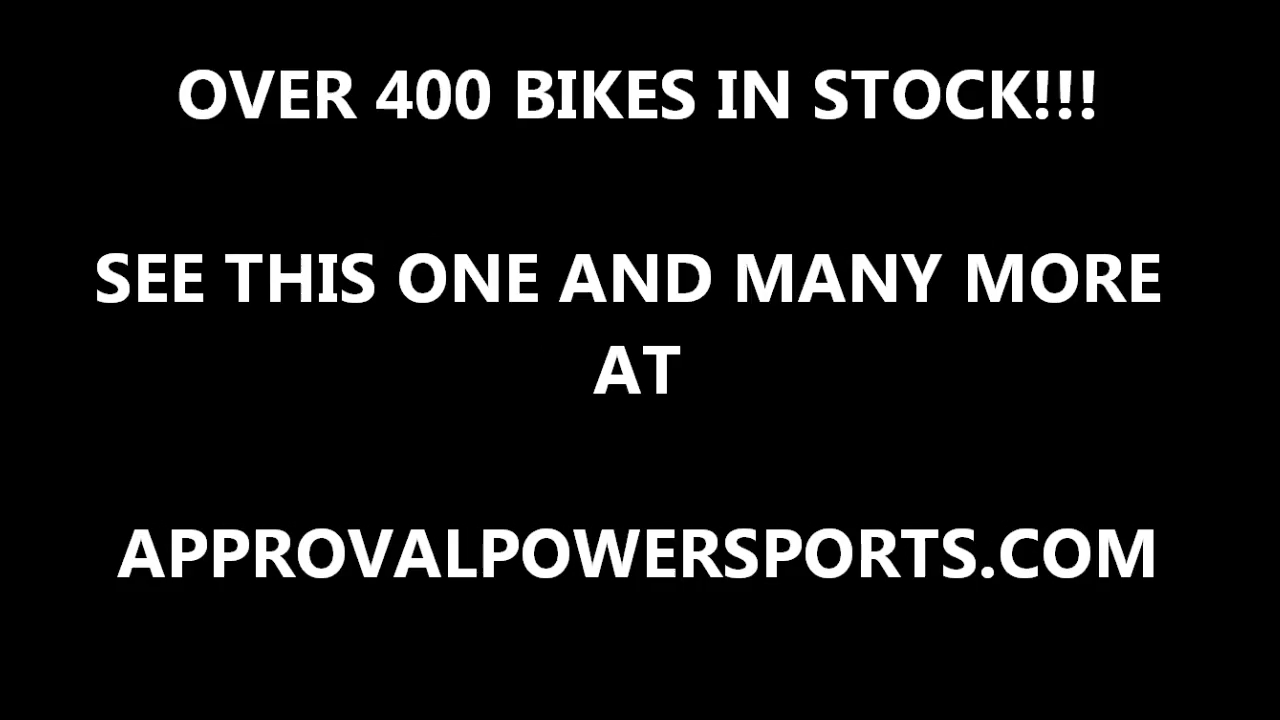 OVER 400 BIKES IN STOCK!!!
SEE THIS ONE AND MANY MORE
AT
APPROVALPOWERSPORTS.COM